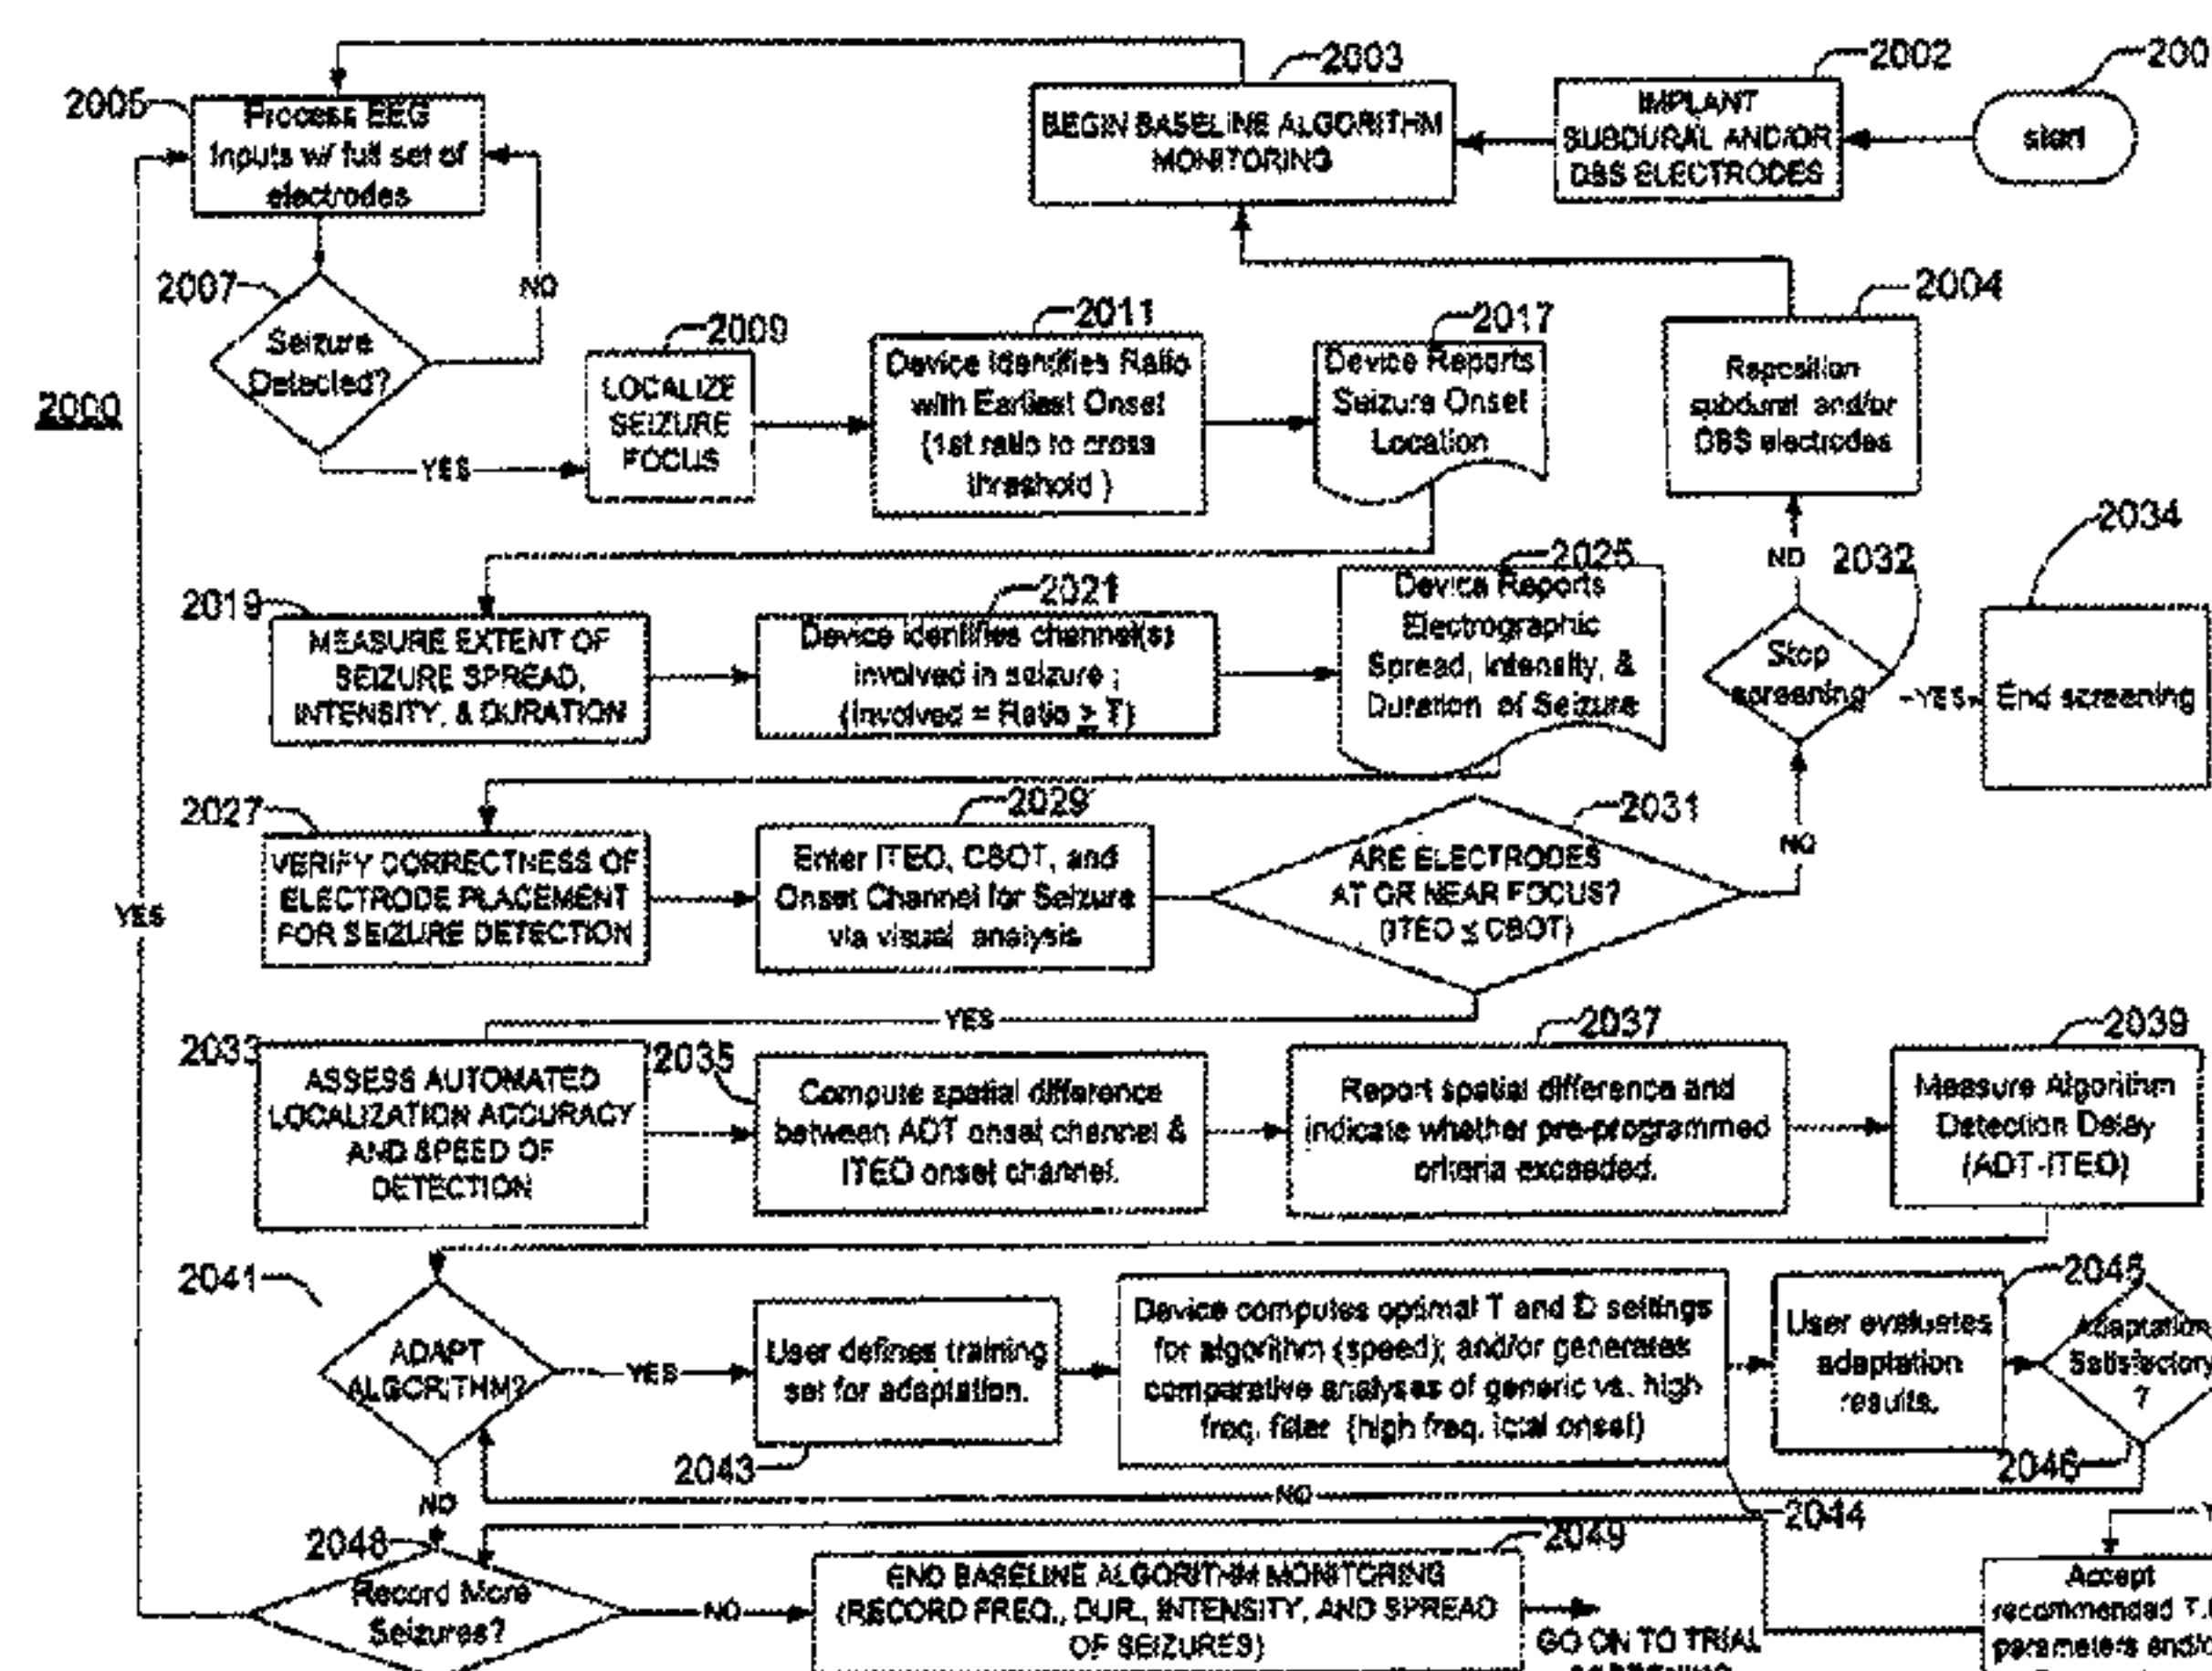 2003
2002
200
2005
Process EEG
Inputs w/ full set of
electrodes
BEGIN BASELINE ALGORITHM
MONITORING
IMPLANT
SUBDURAL AND/OR
DBS ELECTRODES
start
2007
NO
Seizure
Detected?
YES
2000
2009
LOCALIZE
SEIZURE
FOCUS
2011
Device Identifies Ratio
with Earliest Onset
(1st ratio to cross
threshold )
2017
Device Reports
Seizure Onset
Location
2004
Reposition
subdural and/or
DBS electrodes
2034
NO
2032
Stop
screening
YES
End screening
2019
MEASURE EXTENT OF
SEIZURE SPREAD,
INTENSITY, & DURATION
2021
Device identifies channel(s)
involved in seizure ;
(Involved = Ratio ≥ T)
2025
Device Reports
Electrographic
Spread, Intensity, &
Duration of Seizure
2027
VERIFY CORRECTNESS OF
ELECTRODE PLACEMENT
FOR SEIZURE DETECTION
2029
Enter ITEO, CBOT, and
Onset Channel for Seizure
via visual analysis
2031
ARE ELECTRODES
AT OR NEAR FOCUS?
(ITEO ≤ CBOT)
NO
YES
YES
2033
ASSESS AUTOMATED
LOCALIZATION ACCURACY
AND SPEED OF
DETECTION
2035
Compute spatial difference
between ADT onset channel &
ITEO onset channel.
2037
Report spatial difference and
indicate whether pre-programmed
criteria exceeded.
2039
Measure Algorithm
Detection Delay
(ADT-ITEO)
2041
ADAPT
ALGORITHM?
YES
User defines training
set for adaptation.
2043
Device computes optimal T and D settings
for algorithm (speed); and/or generates
comparative analyses of generic vs. high
freq. filter (high freq. ictal onset)
2044
2045
User evaluates
adaptation
results.
Adaptation
Satisfactory
?
2046
NO
NO
2048
Record More
Seizures?
NO
2049
END BASELINE ALGORITHM MONITORING
(RECORD FREQ., DUR., INTENSITY, AND SPREAD
OF SEIZURES)
GO ON TO TRIAL
Accept
recommended
parameters